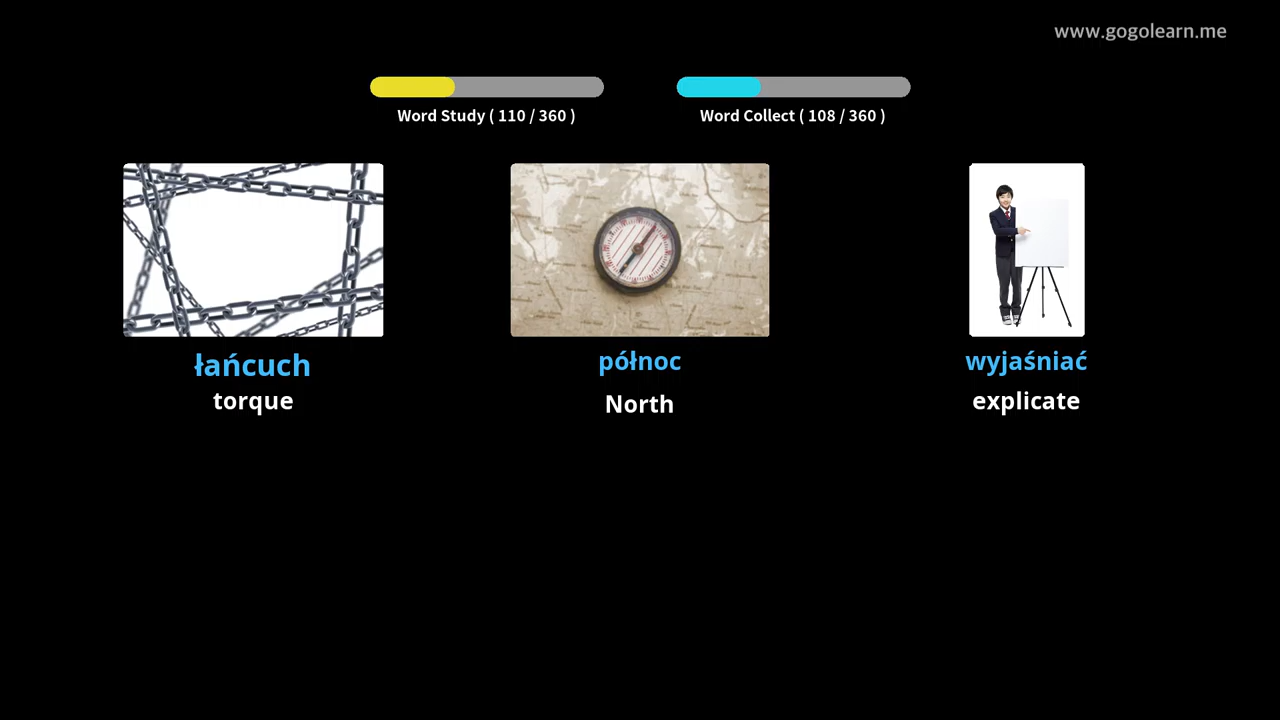 www.gogolearn.me
Word Study ( 110 / 360 )
Word Collect ( 108 / 360 )
łańcuch
torque
północ
North
wyjaśniać
explicate